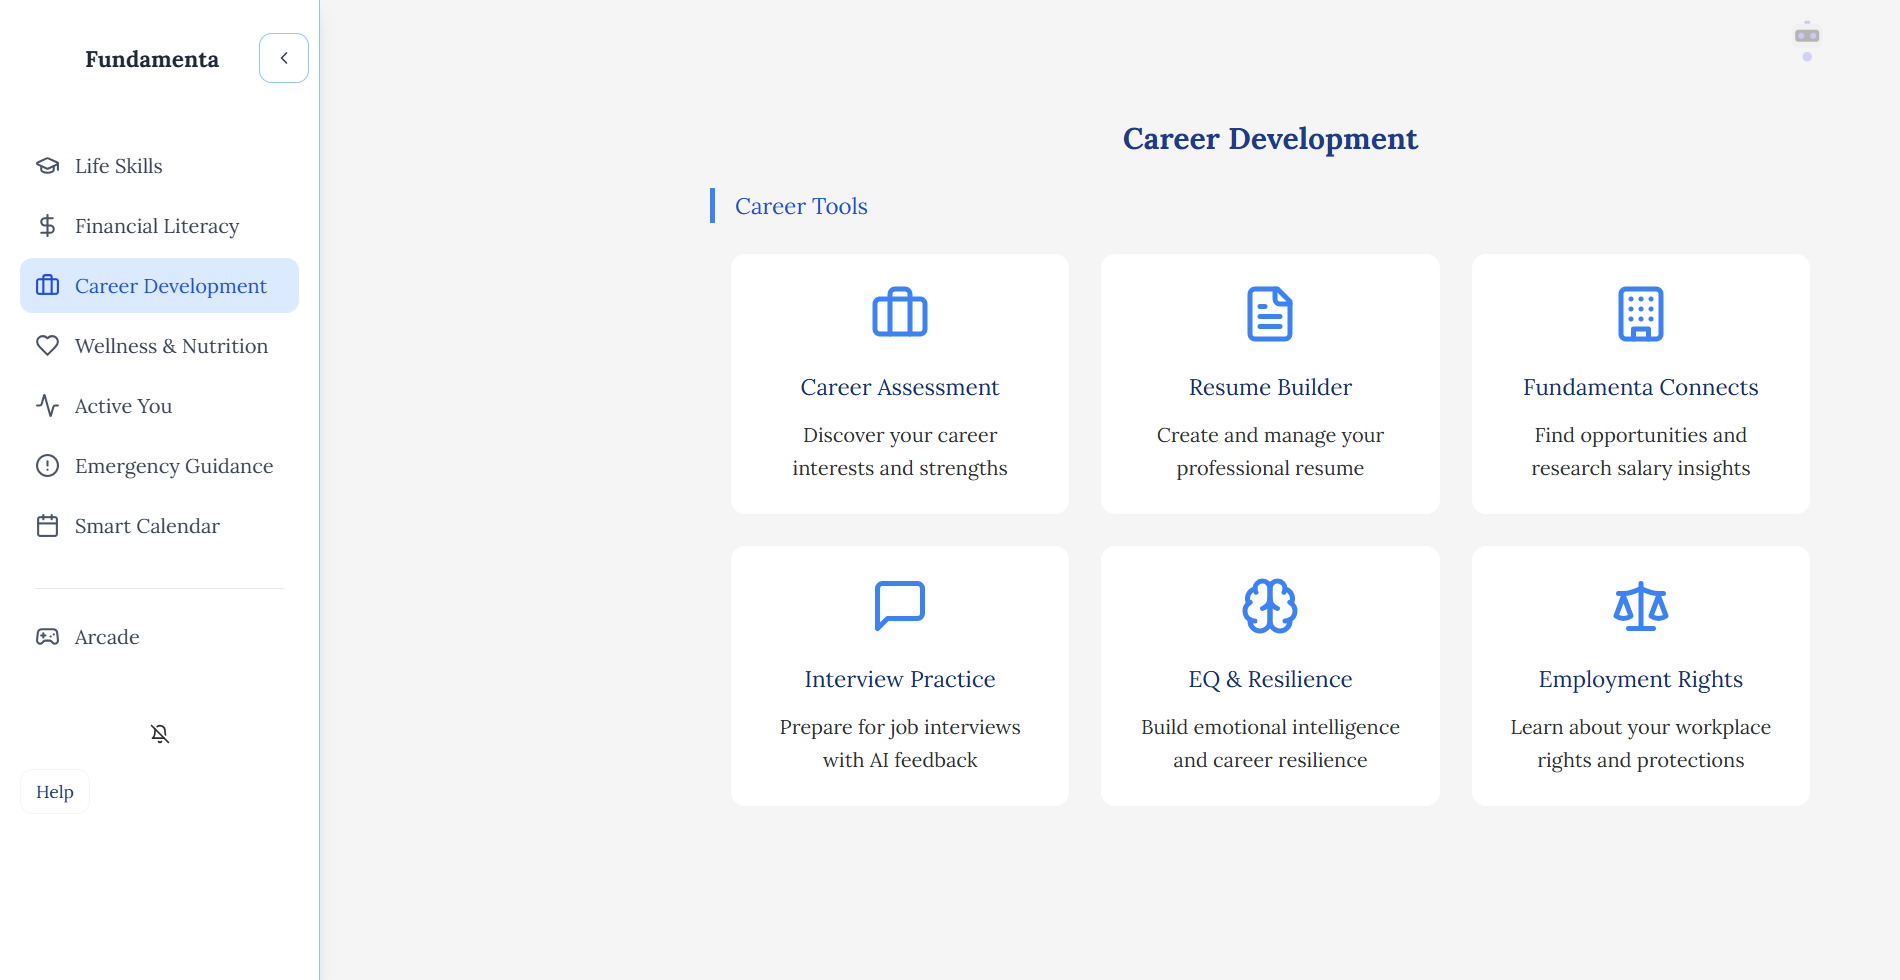 Fundamenta
Life Skills
Financial Literacy
Career Development
Wellness & Nutrition
Active You
Emergency Guidance
Smart Calendar
Arcade
Help
Career Development
Career Tools
Career Assessment
Discover your career
interests and strengths
Resume Builder
Create and manage your
professional resume
Fundamenta Connects
Find opportunities and
research salary insights
Interview Practice
Prepare for job interviews
with AI feedback
EQ & Resilience
Build emotional intelligence
and career resilience
Employment Rights
Learn about your workplace
rights and protections